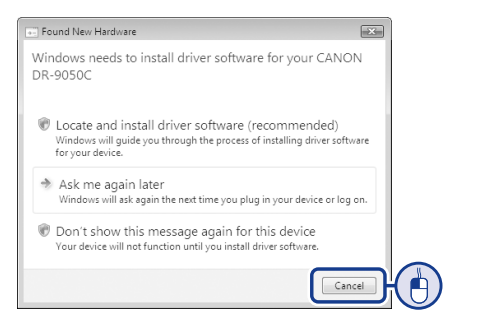 Found New Hardware
Windows needs to install driver software for your CANON
DR-9050C
Locate and install driver software (recommended)
Windows will guide you through the process of installing driver software
for your device.
Ask me again later
Windows will ask again the next time you plug in your device or log on.
Don't show this message again for this device
Your device will not function until you install driver software.
Cancel